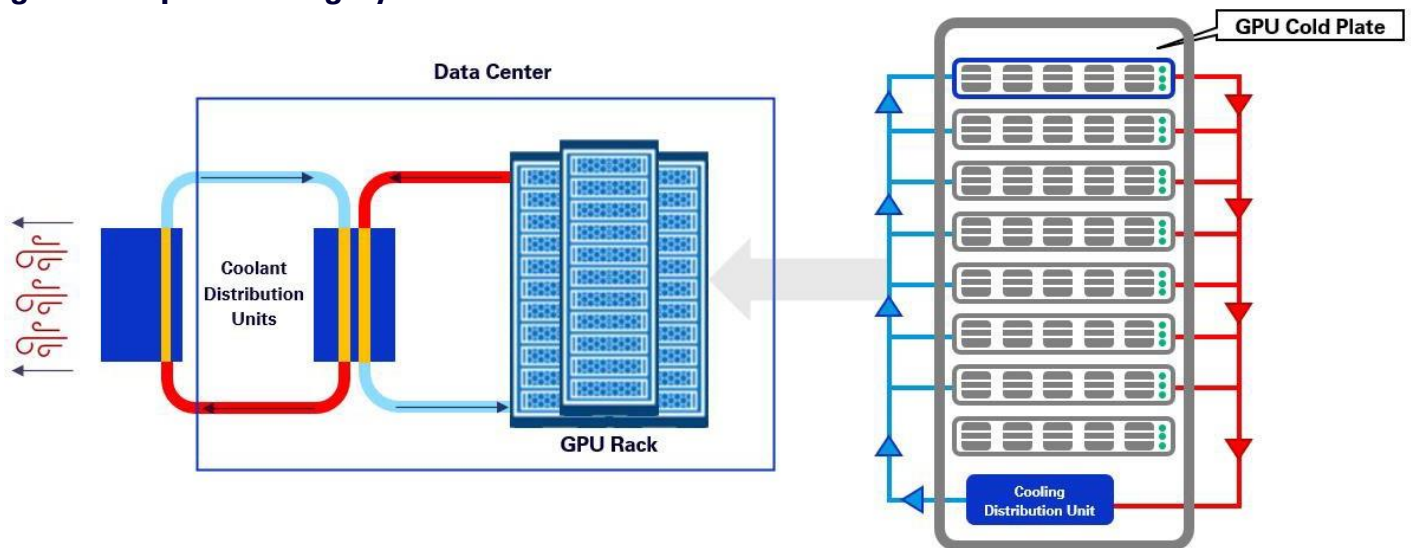 GPU Cold Plate
Data Center
Coolant
Distribution
Units
GPU Rack
Cooling
Distribution Unit